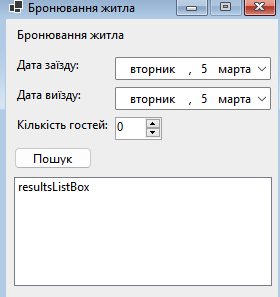 Бронювання житла
Бронювання житла
Дата заїзду: вторник , 5 марта
Дата виїзду: вторник , 5 марта
Кількість гостей: 0
Пошук
resultsListBox